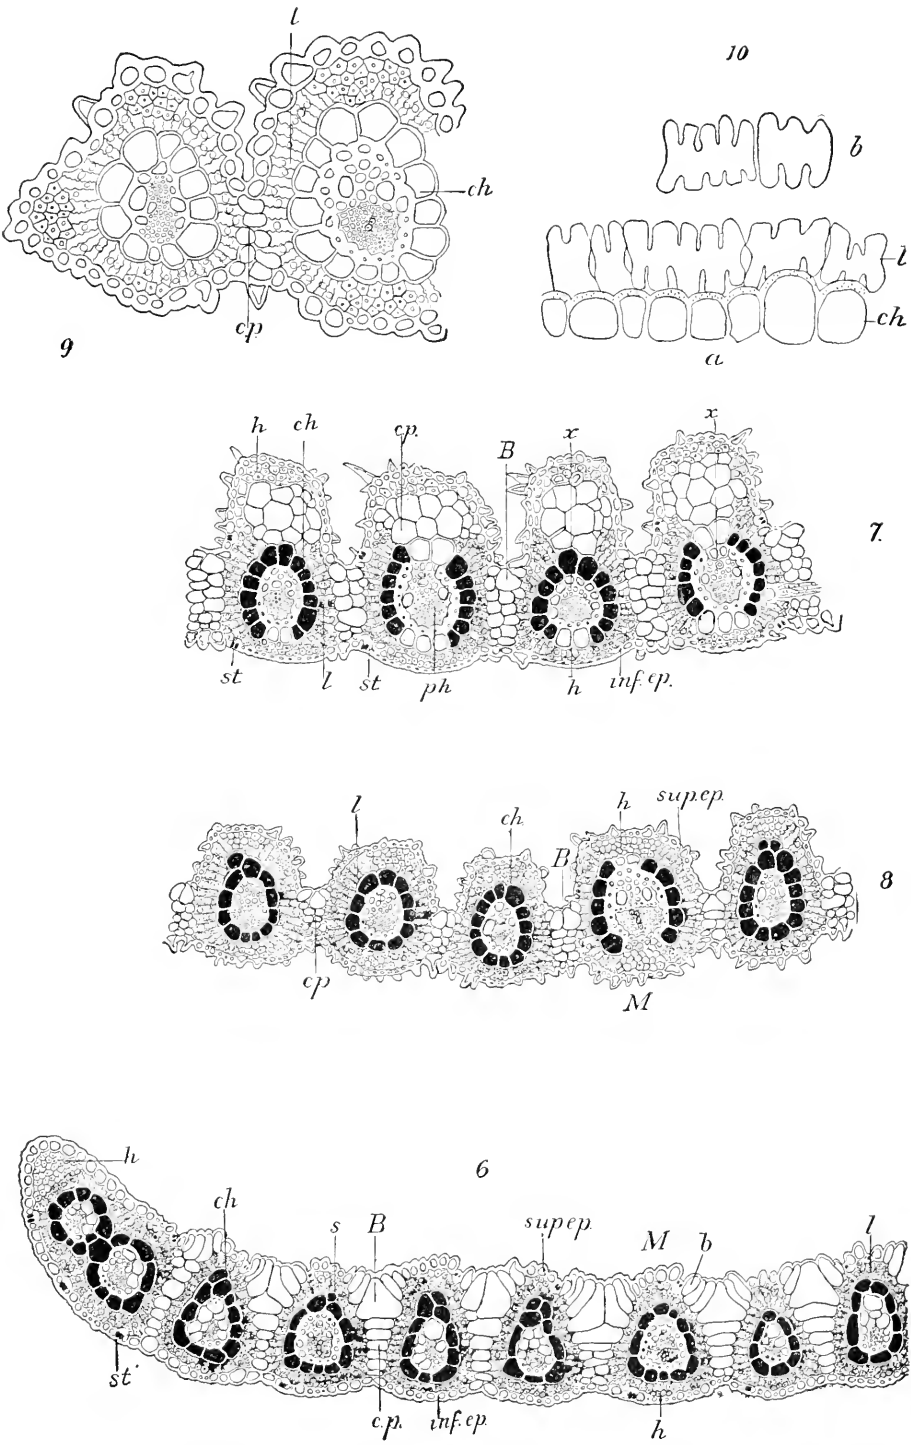 l
10
b
ch
l
ch
cp.
9
a
h ch cp. B x x
7.
st l st ph h inf. ep.
l ch B h sup. ep.
8
cp M
h 6
ch s B sup ep. M b l
st c.p. inf. ep. h